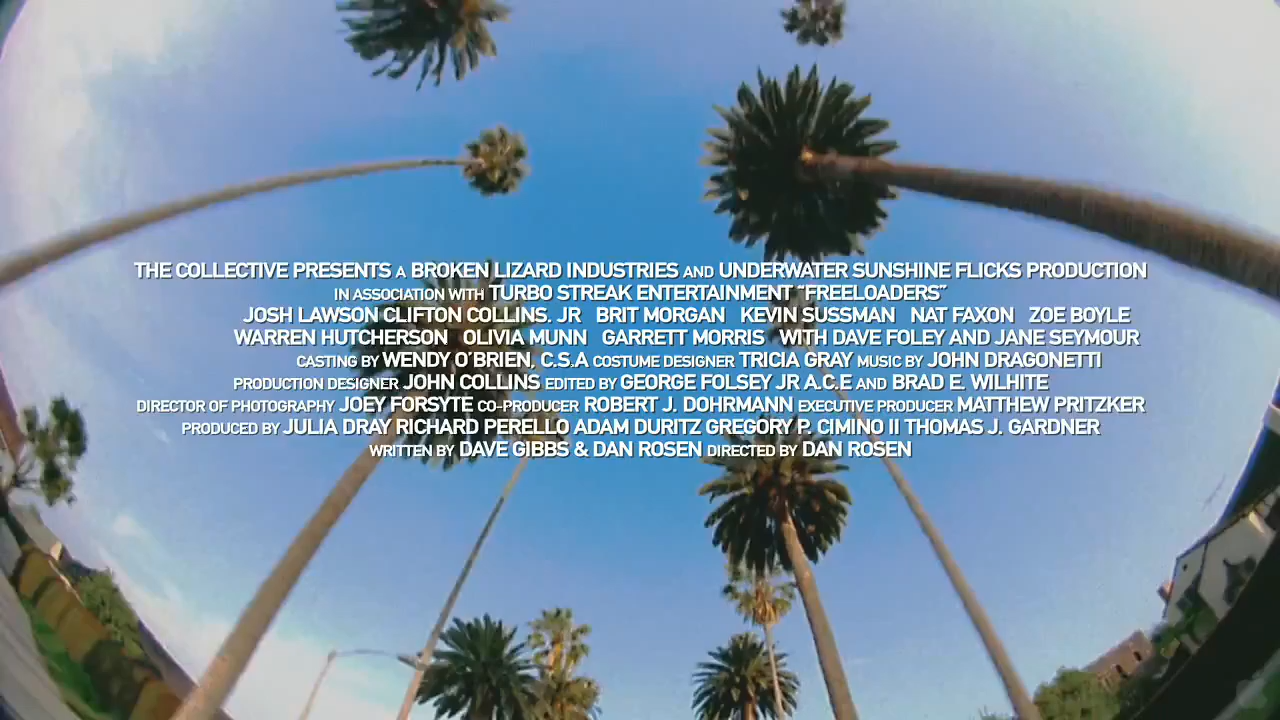 THE COLLECTIVE PRESENTS A BROKEN LIZARD INDUSTRIES AND UNDERWATER SUNSHINE FLICKS PRODUCTION
IN ASSOCIATION WITH TURBO STREAK ENTERTAINMENT "FREELOADERS"
JOSH LAWSON CLIFTON COLLINS. JR BRIT MORGAN KEVIN SUSSMAN NAT FAXON ZOE BOYLE
WARREN HUTCHERSON OLIVIA MUNN GARRETT MORRIS WITH DAVE FOLEY AND JANE SEYMOUR
CASTING BY WENDY O'BRIEN, C.S.A COSTUME DESIGNER TRICIA GRAY MUSIC BY JOHN DRAGONETTI
PRODUCTION DESIGNER JOHN COLLINS EDITED BY GEORGE FOLSEY JR A.C.E AND BRAD E. WILHITE
DIRECTOR OF PHOTOGRAPHY JOEY FORSYTE CO-PRODUCER ROBERT J. DOHRMANN EXECUTIVE PRODUCER MATTHEW PRITZKER
PRODUCED BY JULIA DRAY RICHARD PERELLO ADAM DURITZ GREGORY P. CIMINO II THOMAS J. GARDNER
WRITTEN BY DAVE GIBBS & DAN ROSEN DIRECTED BY DAN ROSEN